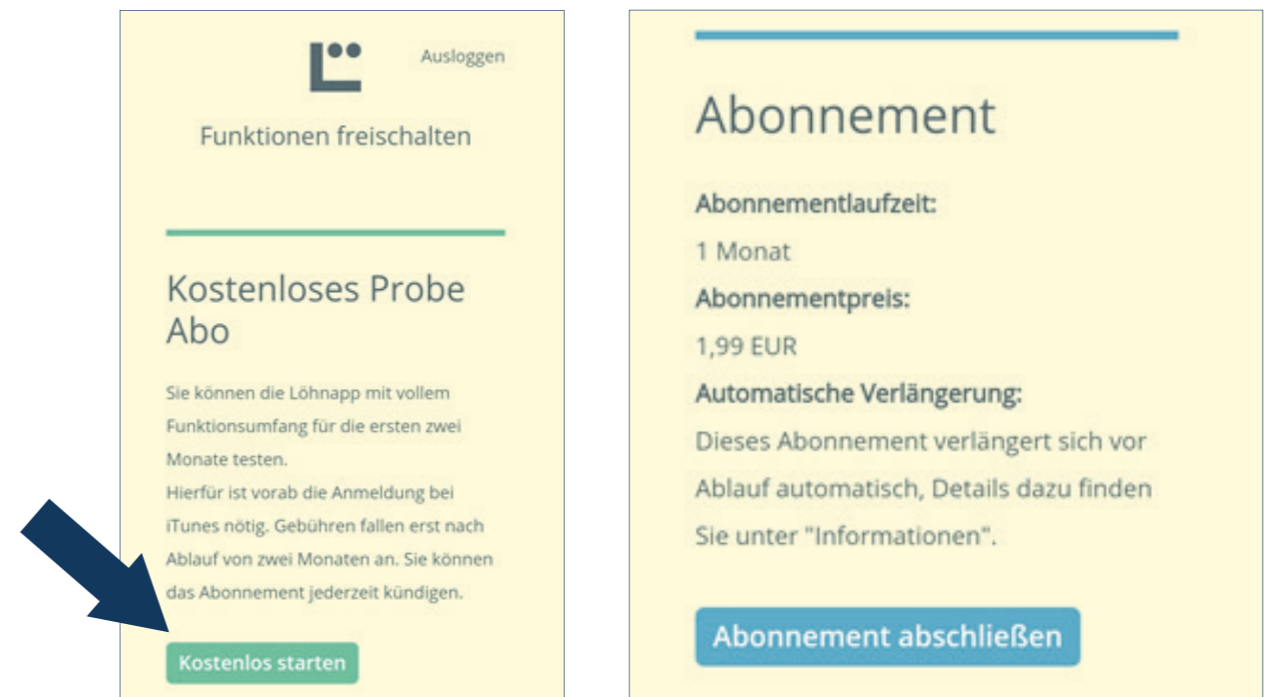 Ausloggen
Funktionen freischalten
Kostenloses Probe
Abo
Sie können die Löhnapp mit vollem
Funktionsumfang für die ersten zwei
Monate testen.
Hierfür ist vorab die Anmeldung bei
iTunes nötig. Gebühren fallen erst nach
Ablauf von zwei Monaten an. Sie können
das Abonnement jederzeit kündigen.
Kostenlos starten
Abonnement
Abonnementlaufzeit:
1 Monat
Abonnementpreis:
1,99 EUR
Automatische Verlängerung:
Dieses Abonnement verlängert sich vor
Ablauf automatisch, Details dazu finden
Sie unter "Informationen".
Abonnement abschließen